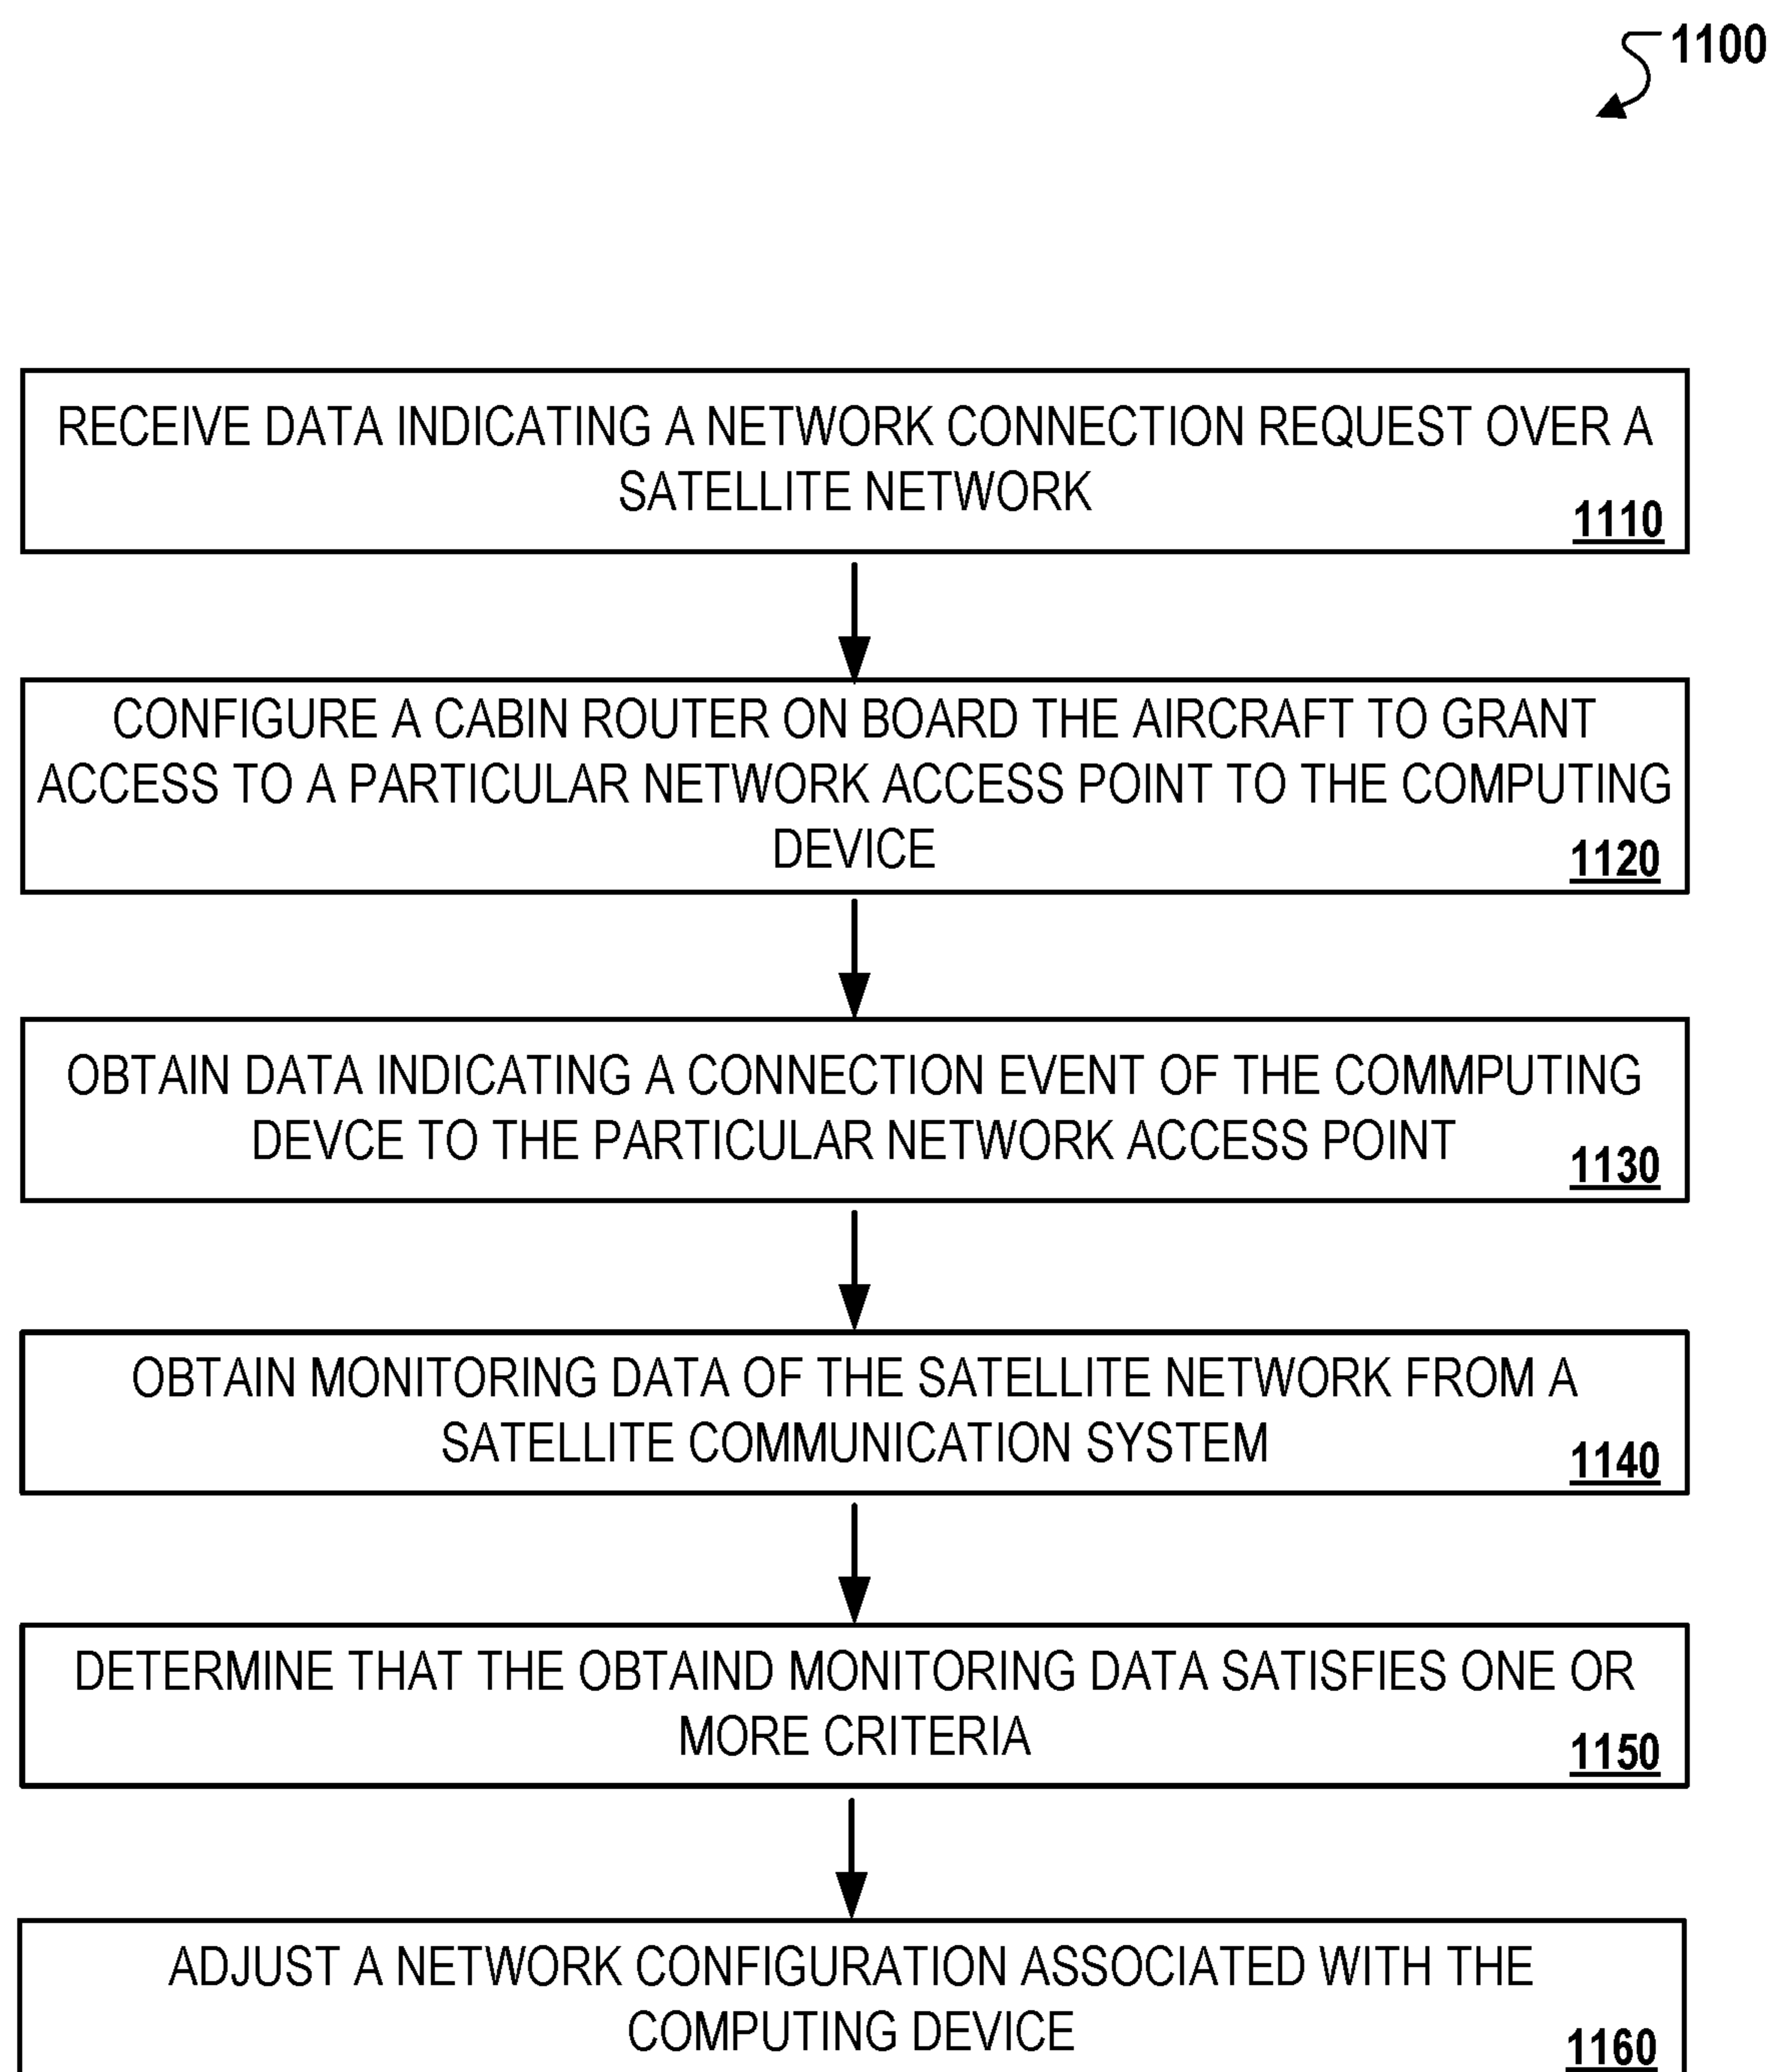 1100
RECEIVE DATA INDICATING A NETWORK CONNECTION REQUEST OVER A
SATELLITE NETWORK
1110
CONFIGURE A CABIN ROUTER ON BOARD THE AIRCRAFT TO GRANT
ACCESS TO A PARTICULAR NETWORK ACCESS POINT TO THE COMPUTING
DEVICE
1120
OBTAIN DATA INDICATING A CONNECTION EVENT OF THE COMMPUTING
DEVCE TO THE PARTICULAR NETWORK ACCESS POINT
1130
OBTAIN MONITORING DATA OF THE SATELLITE NETWORK FROM A
SATELLITE COMMUNICATION SYSTEM
1140
DETERMINE THAT THE OBTAIND MONITORING DATA SATISFIES ONE OR
MORE CRITERIA
1150
ADJUST A NETWORK CONFIGURATION ASSOCIATED WITH THE
COMPUTING DEVICE
1160